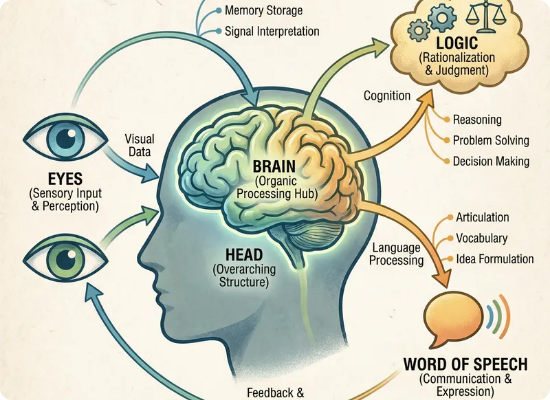 Memory Storage
Signal Interpretation
LOGIC
(Rationalization
& Judgment)
Cognition
Reasoning
Problem Solving
Decision Making
Visual
Data
EYES
(Sensory Input
& Perception)
BRAIN
(Organic
Processing Hub)
HEAD
(Overarching
Structure)
Language
Processing
Articulation
Vocabulary
Idea Formulation
WORD OF SPEECH
(Communication &
Expression)
Feedback &